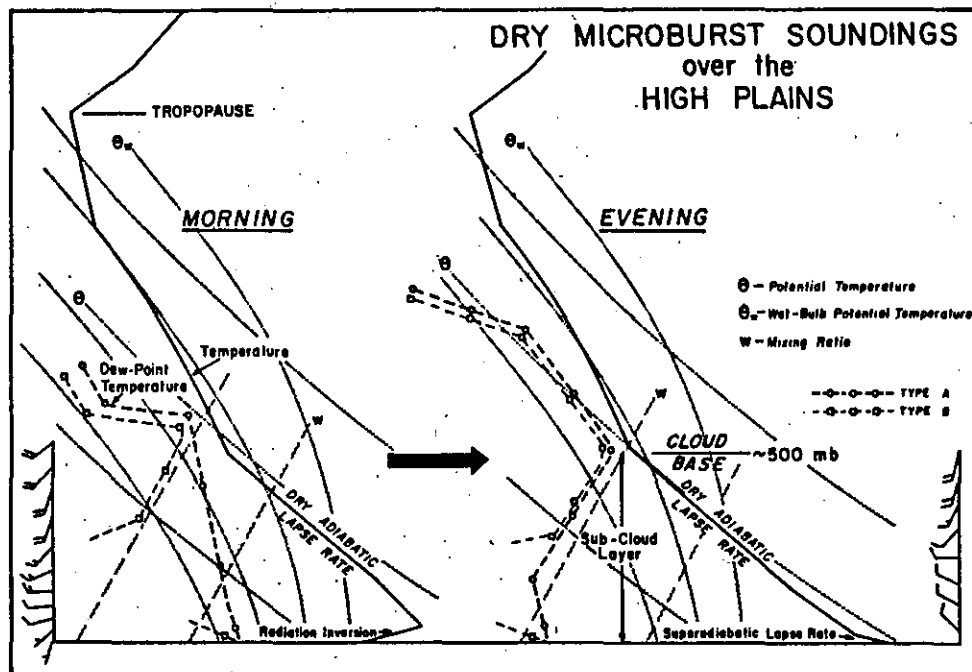 DRY MICROBURST SOUNDINGS
over the
HIGH PLAINS
TROPOPAUSE
θw
MORNING
θ
Temperature
Dew-Point
Temperature
w
DRY ADIABATIC
LAPSE RATE
Radiation Inversion
θw
EVENING
θ
θ – Potential Temperature
θw – Wet-Bulb Potential Temperature
w – Mixing Ratio
TYPE A
TYPE B
w
CLOUD
BASE
~500 mb
DRY ADIABATIC
LAPSE RATE
Sub-Cloud
Layer
Superadiabatic Lapse Rate